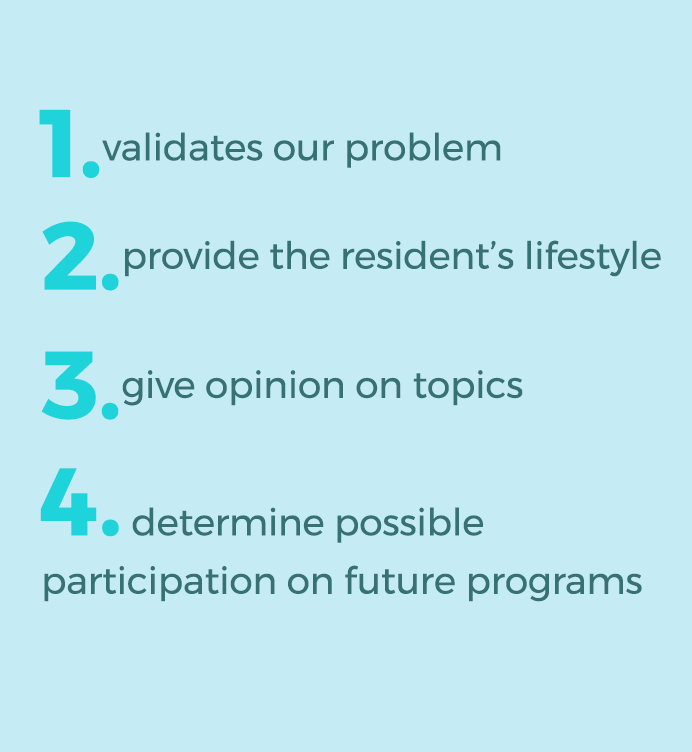 1. validates our problem
2. provide the resident’s lifestyle
3. give opinion on topics
4. determine possible
participation on future programs